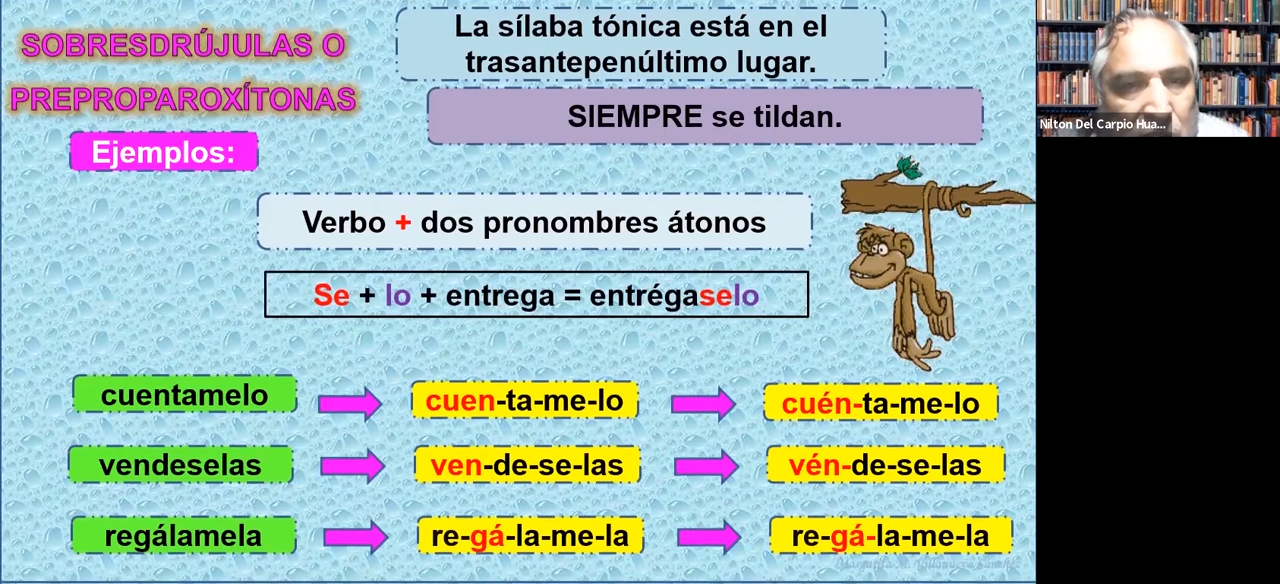 SOBRESDRÚJULAS O
PREPROPAROXÍTONAS
La sílaba tónica está en el
trasantepenúltimo lugar.
SIEMPRE se tildan.
Ejemplos:
Verbo + dos pronombres átonos
Se + lo + entrega = entrégaselo
cuentamelo
cuen-ta-me-lo
cuén-ta-me-lo
vendeselas
ven-de-se-las
vén-de-se-las
regálamela
re-gá-la-me-la
re-gá-la-me-la
Nilton Del Carpio Hua...